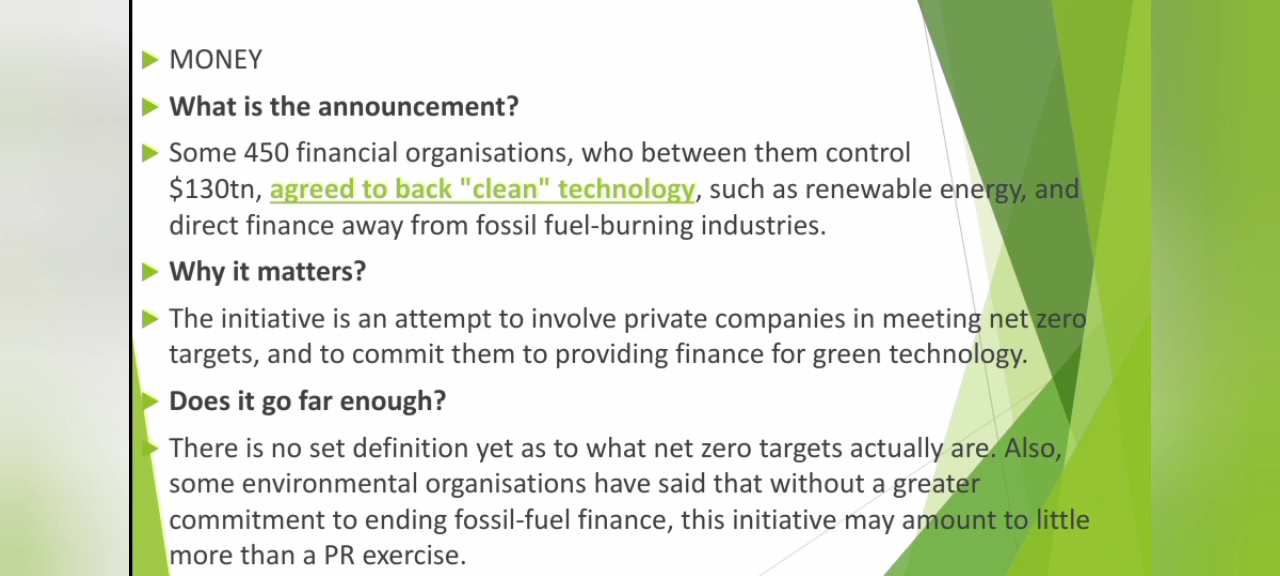 MONEY
What is the announcement?
Some 450 financial organisations, who between them control
$130tn, agreed to back "clean" technology, such as renewable energy, and
direct finance away from fossil fuel-burning industries.
Why it matters?
The initiative is an attempt to involve private companies in meeting net zero
targets, and to commit them to providing finance for green technology.
Does it go far enough?
There is no set definition yet as to what net zero targets actually are. Also,
some environmental organisations have said that without a greater
commitment to ending fossil-fuel finance, this initiative may amount to little
more than a PR exercise.